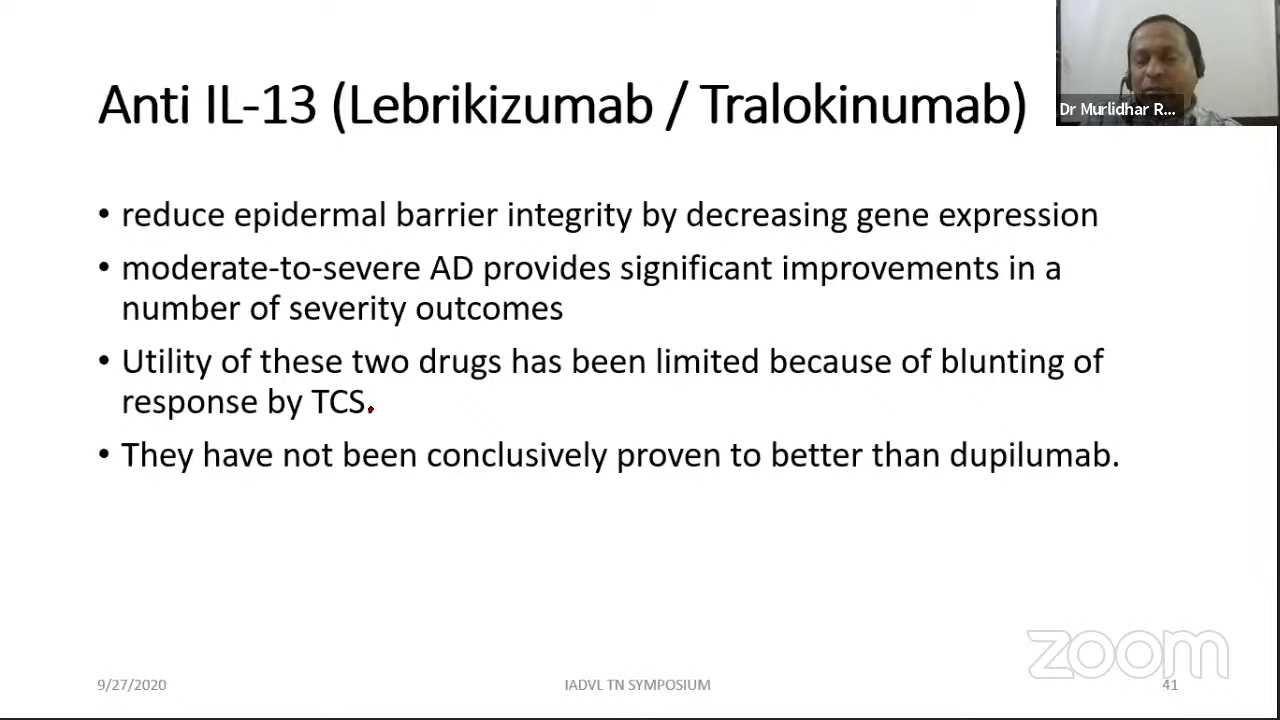 Anti IL-13 (Lebrikizumab / Tralokinumab)
Dr Murlidhar R...
• reduce epidermal barrier integrity by decreasing gene expression
• moderate-to-severe AD provides significant improvements in a
number of severity outcomes
• Utility of these two drugs has been limited because of blunting of
response by TCS.
• They have not been conclusively proven to better than dupilumab.
zoom
9/27/2020
IADVL TN SYMPOSIUM
41